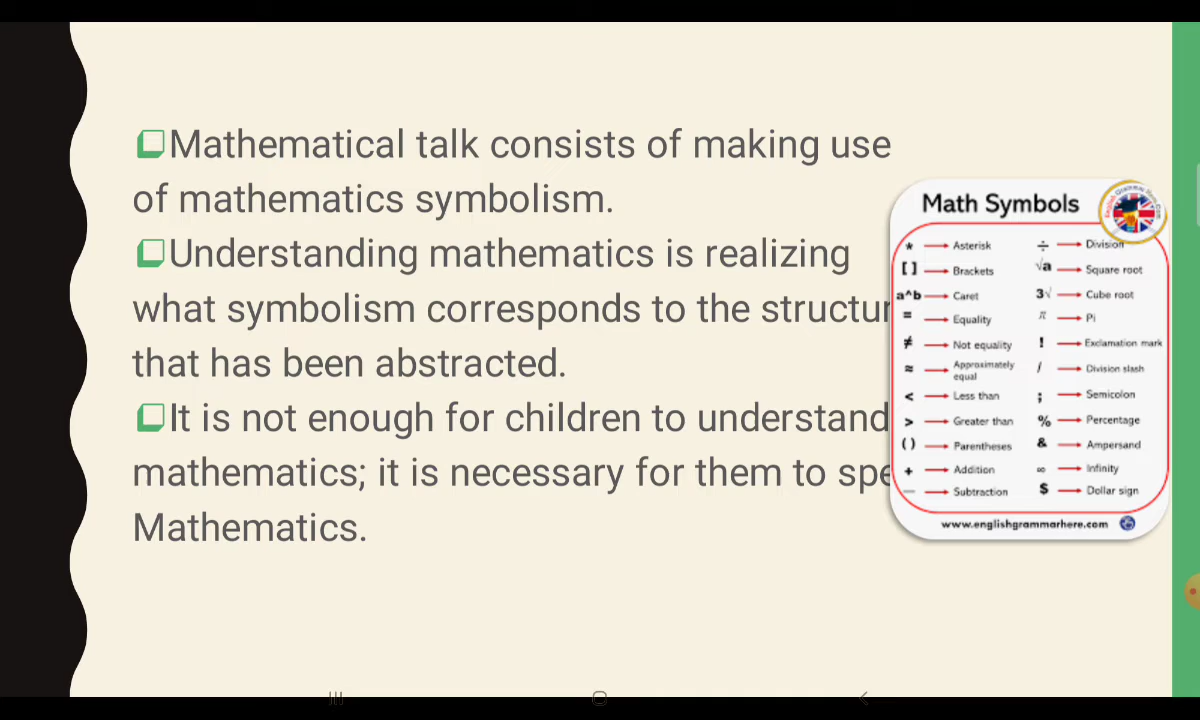 Mathematical talk consists of making use
of mathematics symbolism.
Understanding mathematics is realizing
what symbolism corresponds to the structur
that has been abstracted.
It is not enough for children to understand
mathematics; it is necessary for them to spe
Mathematics.
Math Symbols
* Asterisk
[ ] Brackets
a^b Caret
= Equality
≠ Not equality
≈ Approximately
equal
< Less than
> Greater than
( ) Parentheses
+ Addition
— Subtraction
÷ Division
√a Square root
3√ Cube root
π Pi
! Exclamation mark
/ Division slash
; Semicolon
% Percentage
& Ampersand
∞ Infinity
$ Dollar sign
www.englishgrammarhere.com